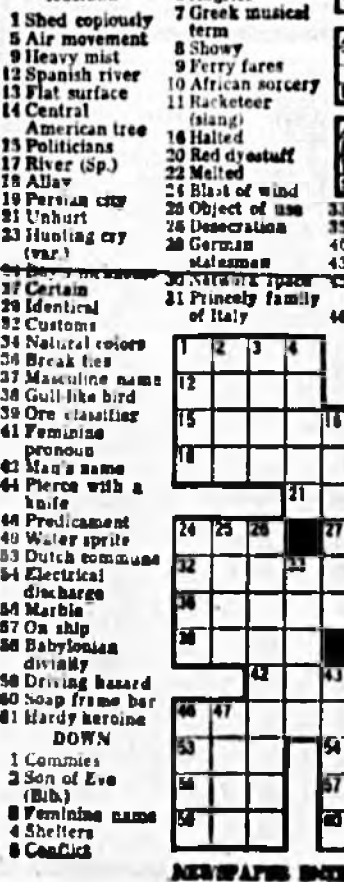 1 Shed copiously
5 Air movement
9 Heavy mist
12 Spanish river
13 Flat surface
14 Central
American tree
15 Politicians
17 River (Sp.)
18 Allay
19 Persian city
21 Unhurt
23 Hunting cry
(var.)
27 Certain
29 Identical
32 Customs
34 Natural colors
36 Break ties
37 Masculine name
38 Gull-like bird
39 Ore classifier
41 Feminine
pronoun
42 Man's name
44 Pierce with a
knife
46 Predicament
49 Water sprite
53 Dutch commune
54 Electrical
discharge
56 Marble
57 On ship
58 Babylonian
divinity
59 Driving hazard
60 Soap frame bar
61 Hardy heroine
DOWN
1 Commies
2 Son of Eve
(Bib.)
3 Feminine name
4 Shelters
5 Conflict
7 Greek musical
term
8 Showy
9 Ferry fares
10 African sorcery
11 Racketeer
(slang)
16 Halted
20 Red dyestuff
22 Melted
24 Blast of wind
25 Object of use
26 Desecration
28 German
statesman
30 Network space
31 Princely family
of Italy
1 2 3 4
12
15 16
18
21
24 25 26 27
32 33
36
39
42 43
46 47
53 54
56 57
59 60